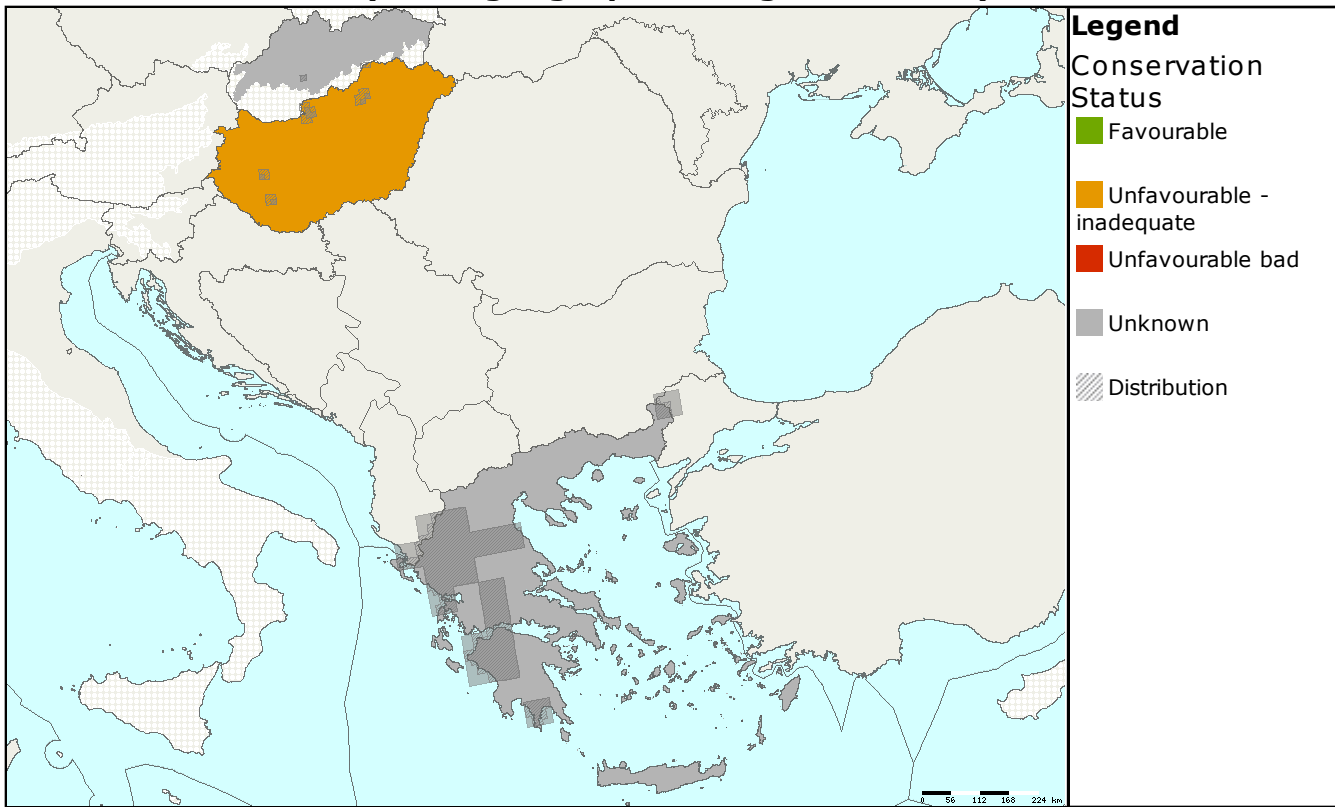 Legend
Conservation
Status
Favourable
Unfavourable -
inadequate
Unfavourable bad
Unknown
Distribution
0 56 112 168 224 km